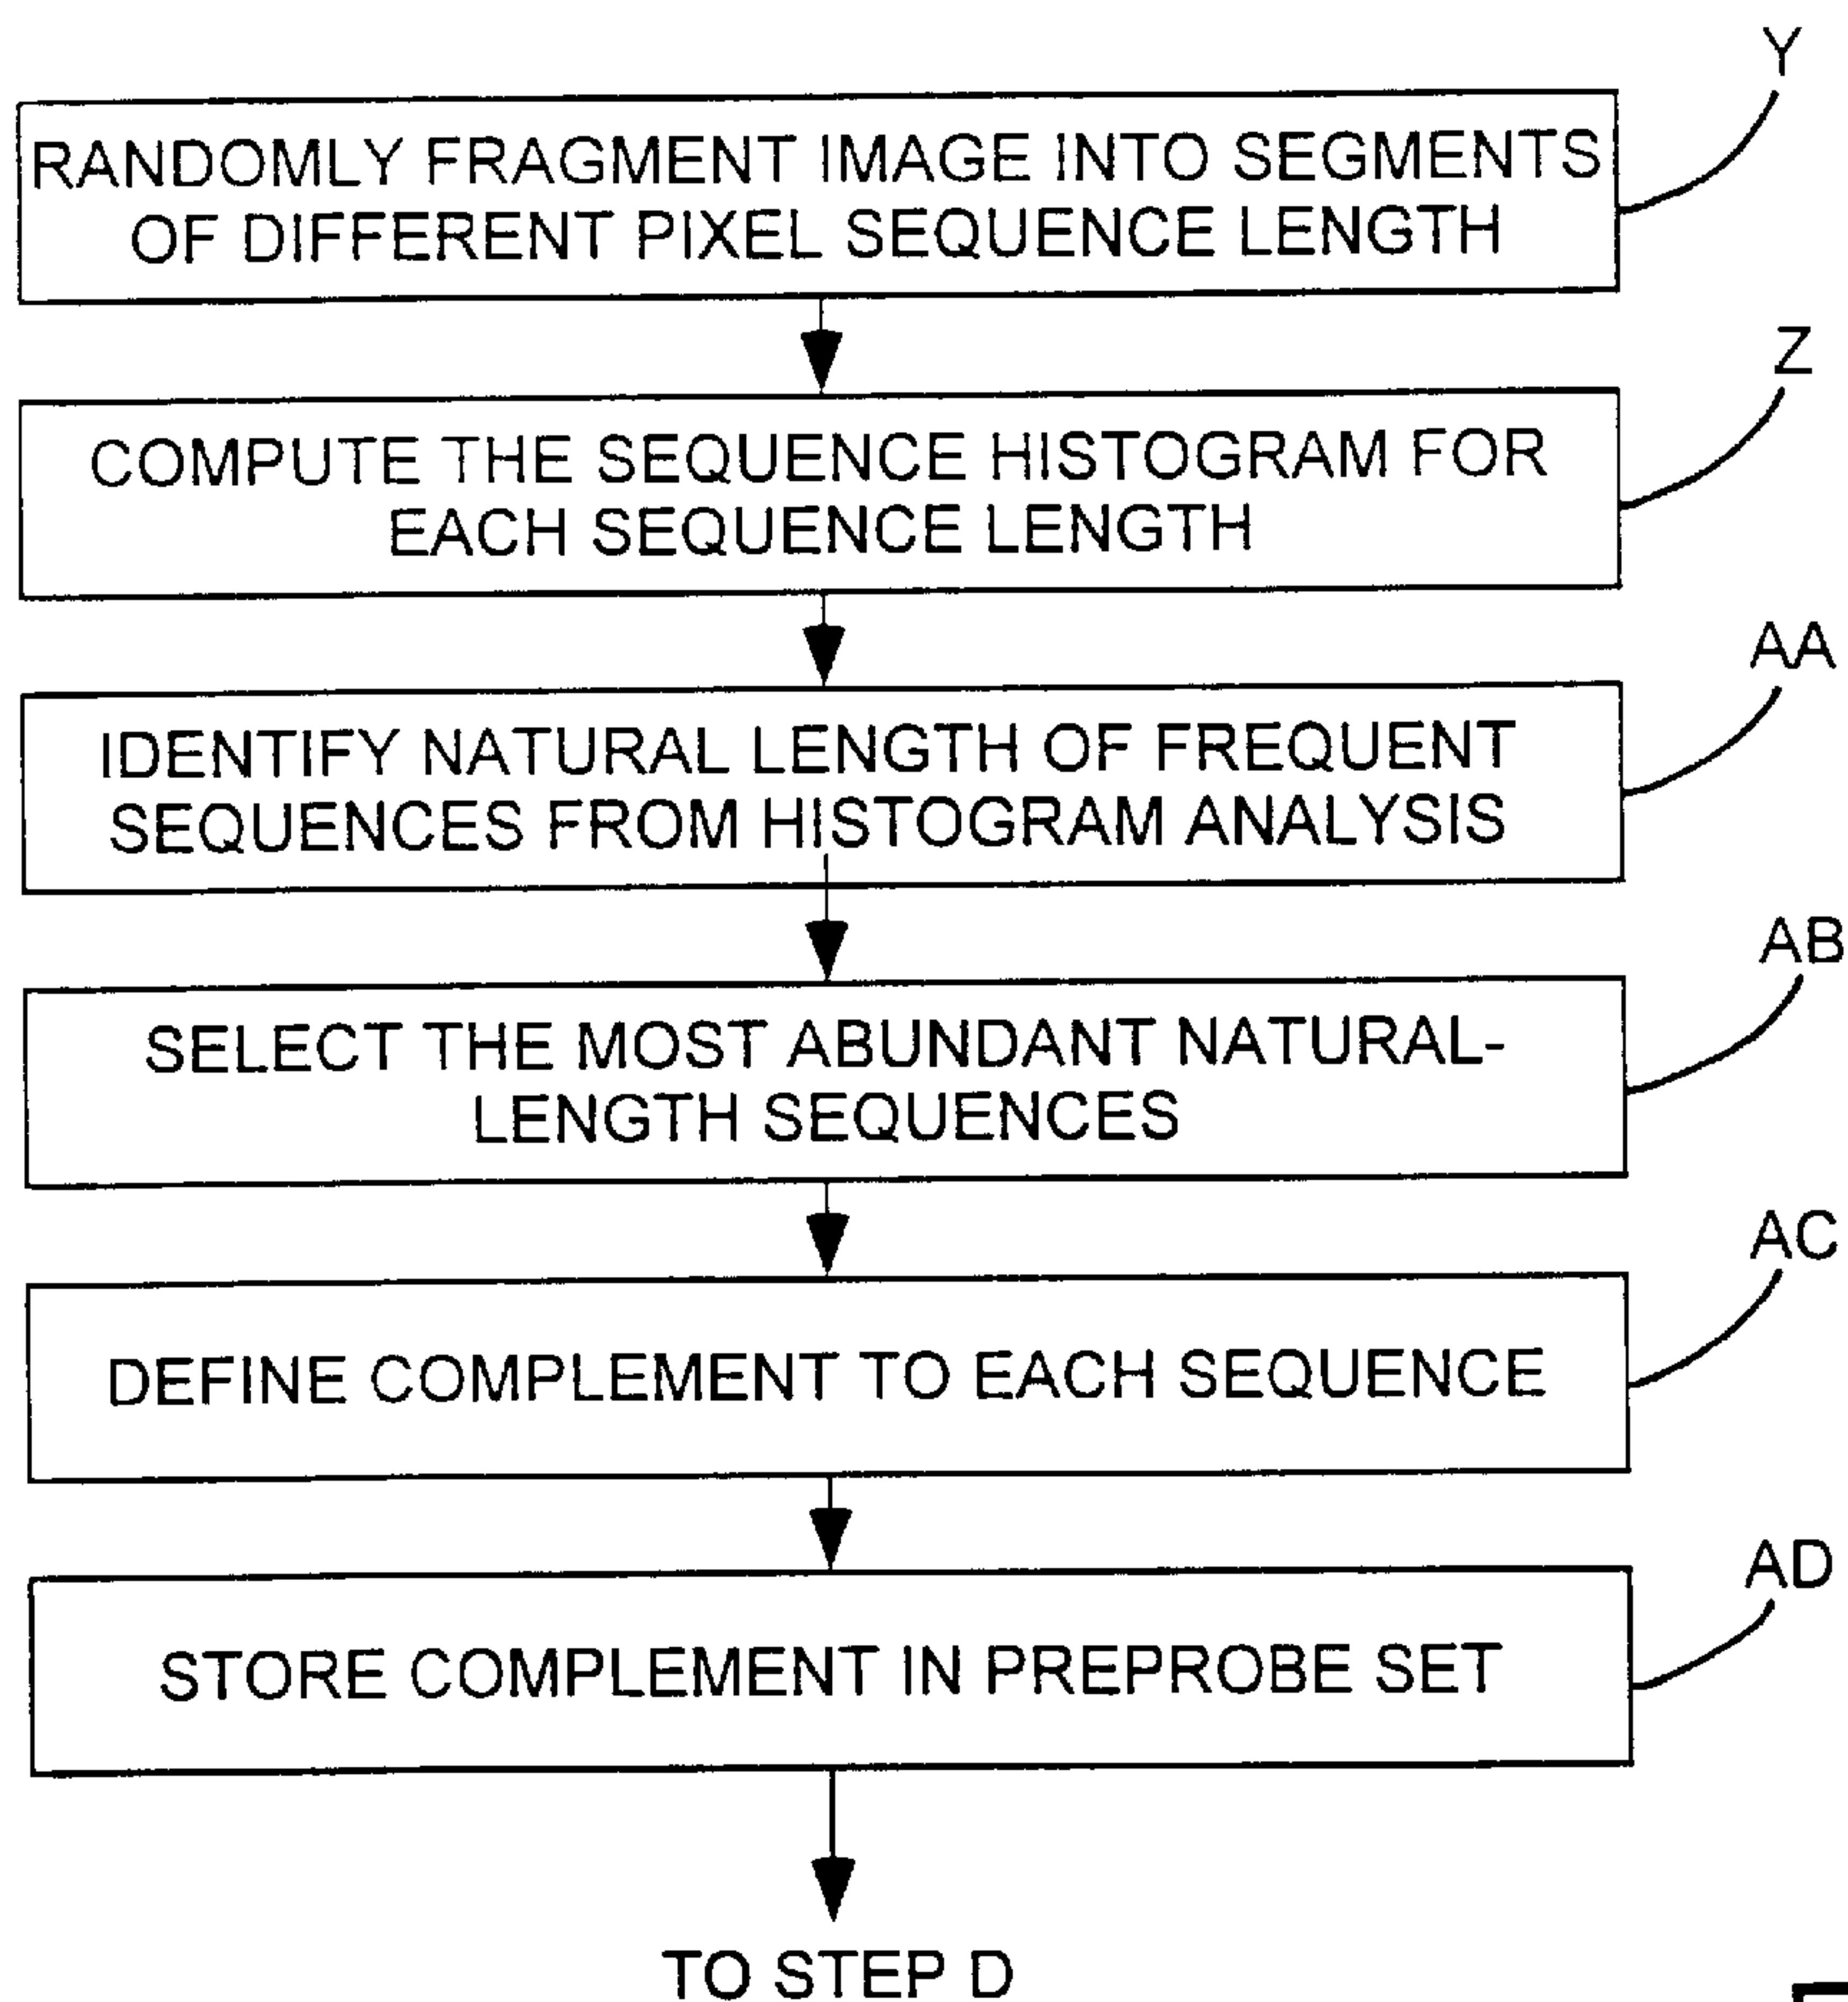 Y
RANDOMLY FRAGMENT IMAGE INTO SEGMENTS
OF DIFFERENT PIXEL SEQUENCE LENGTH
Z
COMPUTE THE SEQUENCE HISTOGRAM FOR
EACH SEQUENCE LENGTH
AA
IDENTIFY NATURAL LENGTH OF FREQUENT
SEQUENCES FROM HISTOGRAM ANALYSIS
AB
SELECT THE MOST ABUNDANT NATURAL-
LENGTH SEQUENCES
AC
DEFINE COMPLEMENT TO EACH SEQUENCE
AD
STORE COMPLEMENT IN PREPROBE SET
TO STEP D